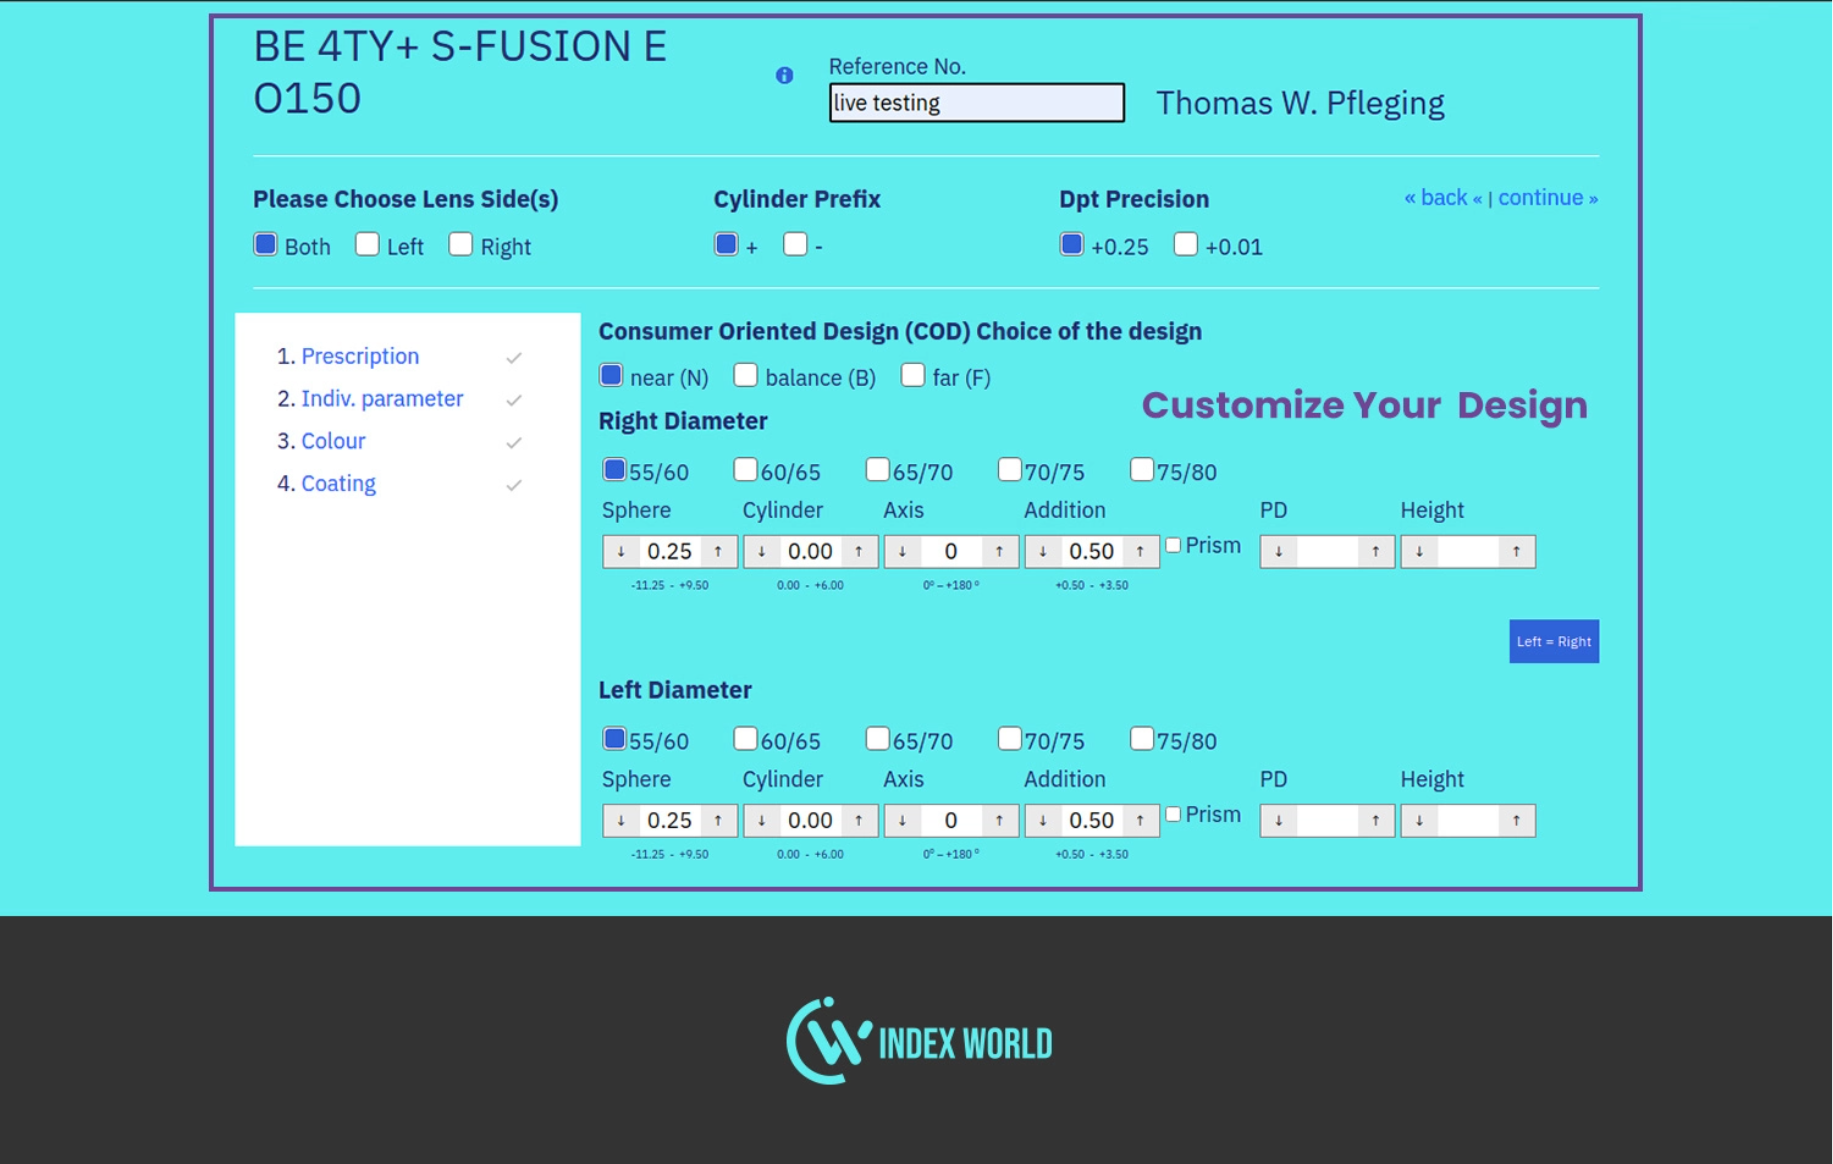 BE 4TY+ S-FUSION E
O150
Reference No.
live testing
Thomas W. Pfleging
Please Choose Lens Side(s)
Both Left Right
Cylinder Prefix
+ -
Dpt Precision
+0.25 +0.01
« back « | continue »
1. Prescription
2. Indiv. parameter
3. Colour
4. Coating
Consumer Oriented Design (COD) Choice of the design
near (N) balance (B) far (F)
Customize Your Design
Right Diameter
55/60 60/65 65/70 70/75 75/80
Sphere Cylinder Axis Addition PD Height
↓ 0.25 ↑ ↓ 0.00 ↑ ↓ 0 ↑ ↓ 0.50 ↑ Prism ↓ ↑ ↓ ↑
-11.25 - +9.50 0.00 - +6.00 0° – +180 ° +0.50 - +3.50
Left = Right
Left Diameter
55/60 60/65 65/70 70/75 75/80
Sphere Cylinder Axis Addition PD Height
↓ 0.25 ↑ ↓ 0.00 ↑ ↓ 0 ↑ ↓ 0.50 ↑ Prism ↓ ↑ ↓ ↑
-11.25 - +9.50 0.00 - +6.00 0° – +180 ° +0.50 - +3.50
INDEX WORLD